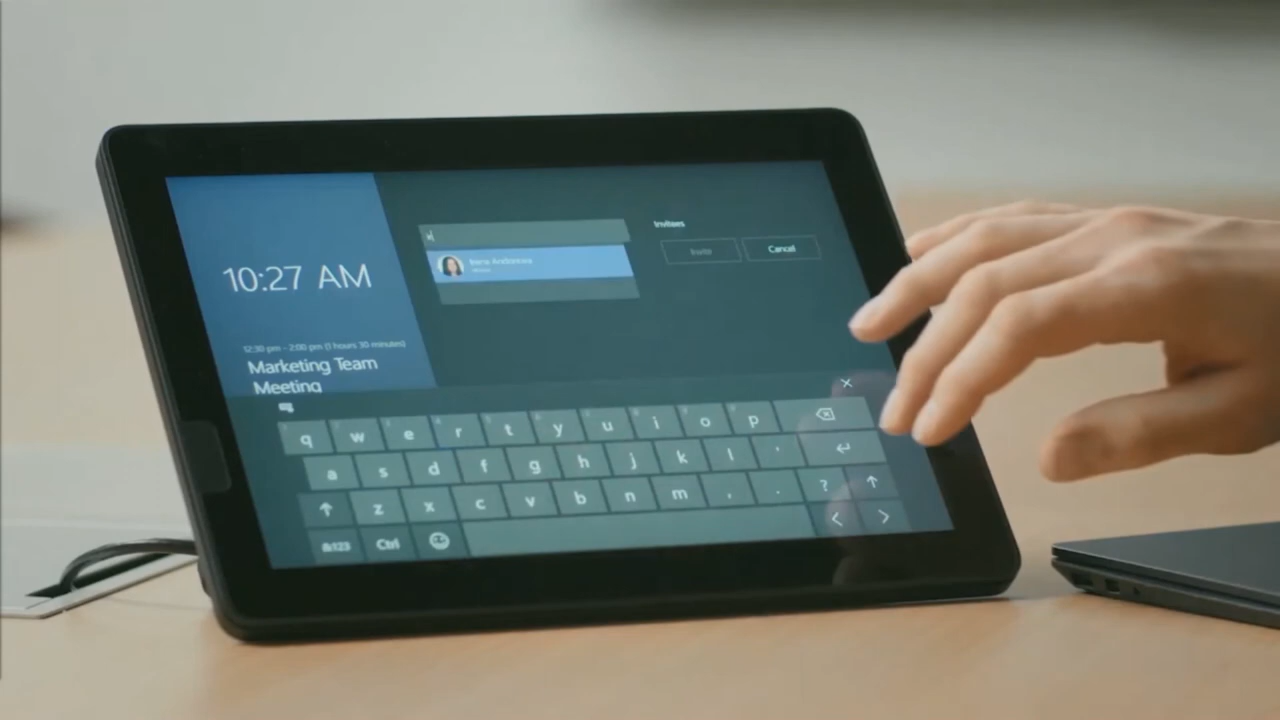 10:27 AM
12:30 pm - 2:00 pm (1 hours 30 minutes)
Marketing Team
Meeting
Invitees
Invite
Cancel
q w e r t y u i o p
a s d f g h j k l '
z x c v b n m , . ?
&123 Ctrl < >